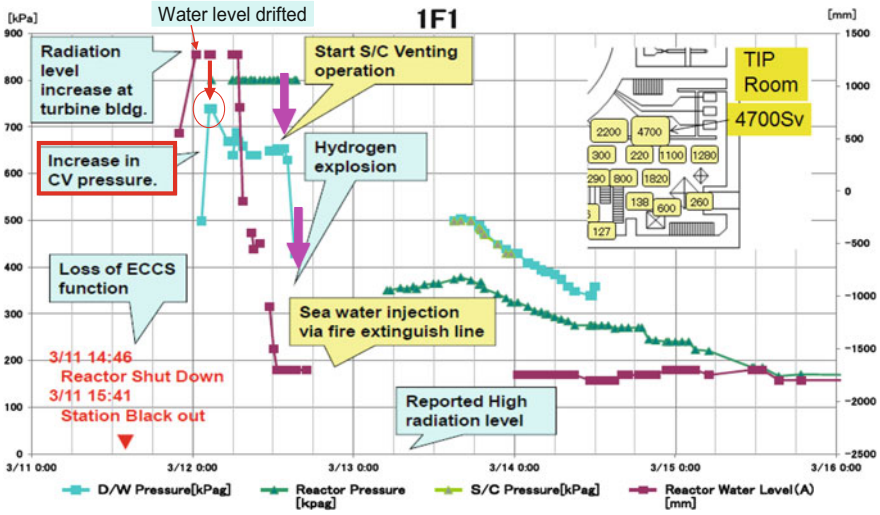 Water level drifted
1F1
[kPa]
[mm]
900
800
700
600
500
400
300
200
100
0
1500
1000
500
0
-500
-1000
-1500
-2000
-2500
Radiation
level
increase at
turbine bldg.
Start S/C Venting
operation
TIP
Room
4700Sv
2200
4700
300
220
1100
1280
290
800
1820
138
600
260
127
Increase in
CV pressure.
Hydrogen
explosion
Loss of ECCS
function
Sea water injection
via fire extinguish line
3/11 14:46
Reactor Shut Down
3/11 15:41
Station Black out
Reported High
radiation level
3/11 0:00
3/12 0:00
3/13 0:00
3/14 0:00
3/15 0:00
3/16 0:00
D/W Pressure[kPag]
Reactor Pressure
[kpag]
S/C Pressure[kPag]
Reactor Water Level(A)
[mm]